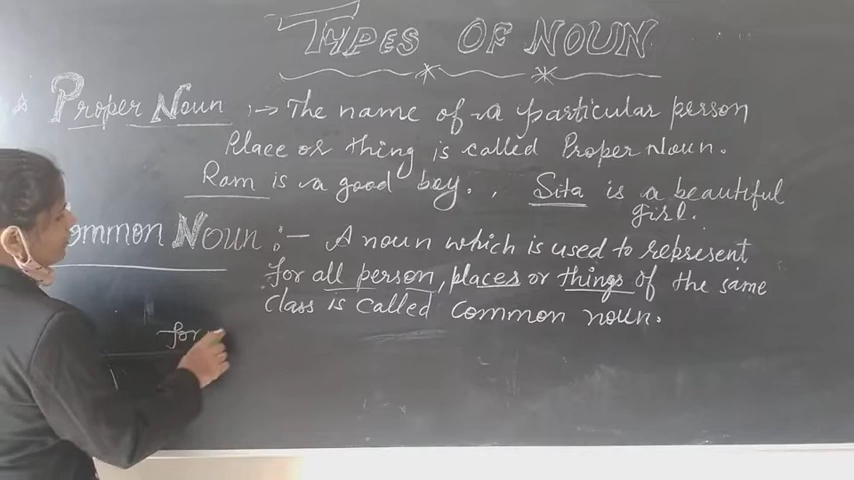 TYPES OF NOUN
Proper Noun :→ The name of a particular person
Place or thing is called Proper Noun.
Ram is a good boy. , Sita is a beautiful
girl.
ommon Noun :- A noun which is used to represent
for all person, places or things of the same
class is called common noun.
for